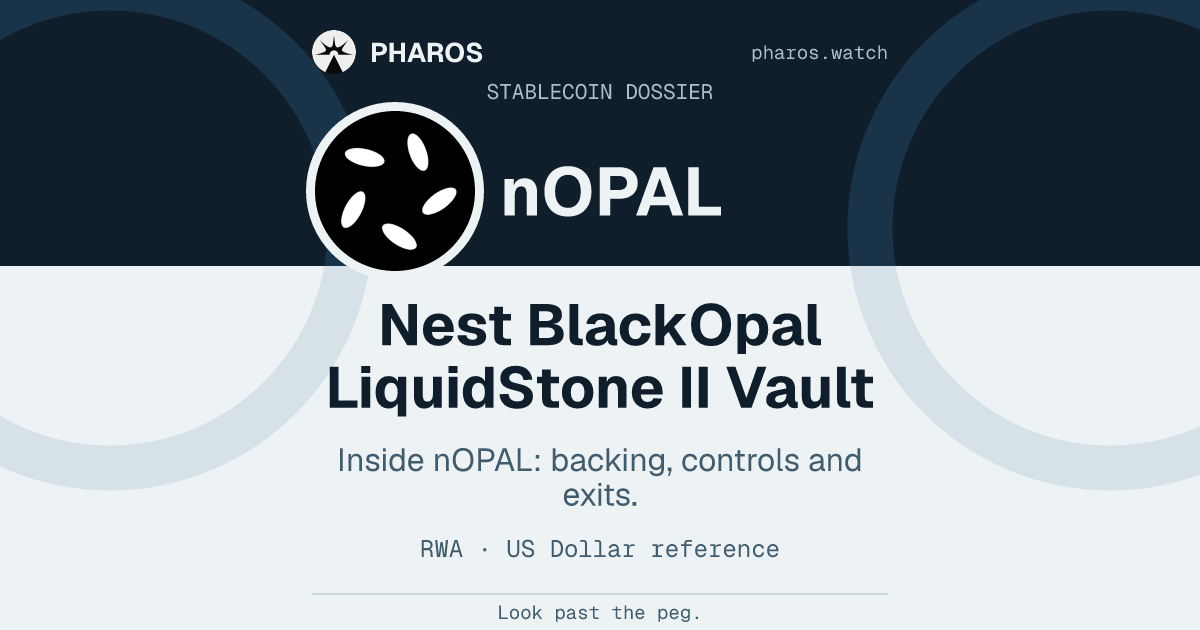 PHAROS
pharos.watch
STABLECOIN DOSSIER
nOPAL
Nest BlackOpal
LiquidStone II Vault
Inside nOPAL: backing, controls and
exits.
RWA · US Dollar reference
Look past the peg.